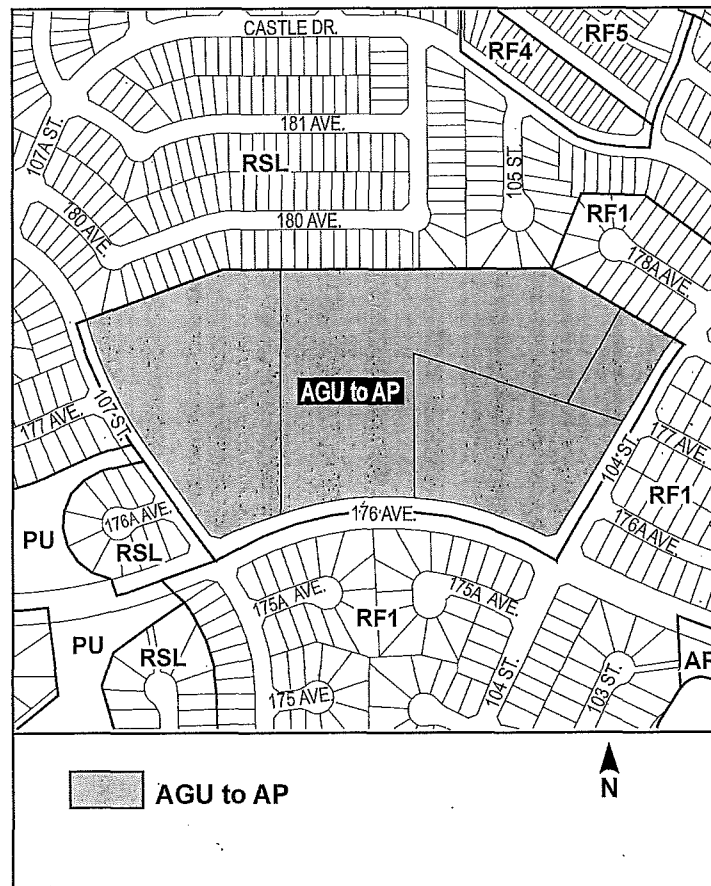 CASTLE DR.
RF5
RF4
181 AVE.
107A ST.
RSL
105 ST.
180 AVE.
180 AVE.
RF1
178A AVE.
AGU to AP
107 ST.
177 AVE.
104 ST.
177 AVE.
RF1
176 AVE.
176A AVE.
176A AVE.
PU
RSL
175A AVE.
175A AVE.
RF1
PU
RSL
104 ST.
103 ST.
AP
175 AVE.
AGU to AP
N